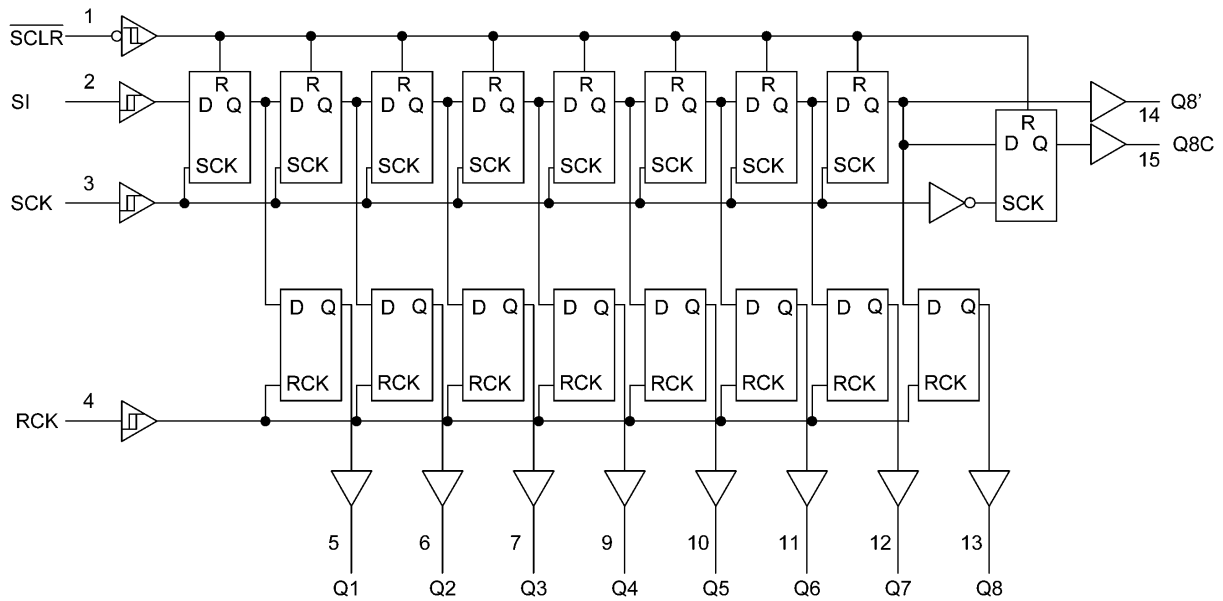 SCLR 1
R R R R R R R R
SI 2 D Q D Q D Q D Q D Q D Q D Q D Q 14 Q8’
R
D Q 15 Q8C
SCK SCK SCK SCK SCK SCK SCK SCK
SCK 3 SCK
D Q D Q D Q D Q D Q D Q D Q D Q
RCK RCK RCK RCK RCK RCK RCK RCK
RCK 4
5 6 7 9 10 11 12 13
Q1 Q2 Q3 Q4 Q5 Q6 Q7 Q8